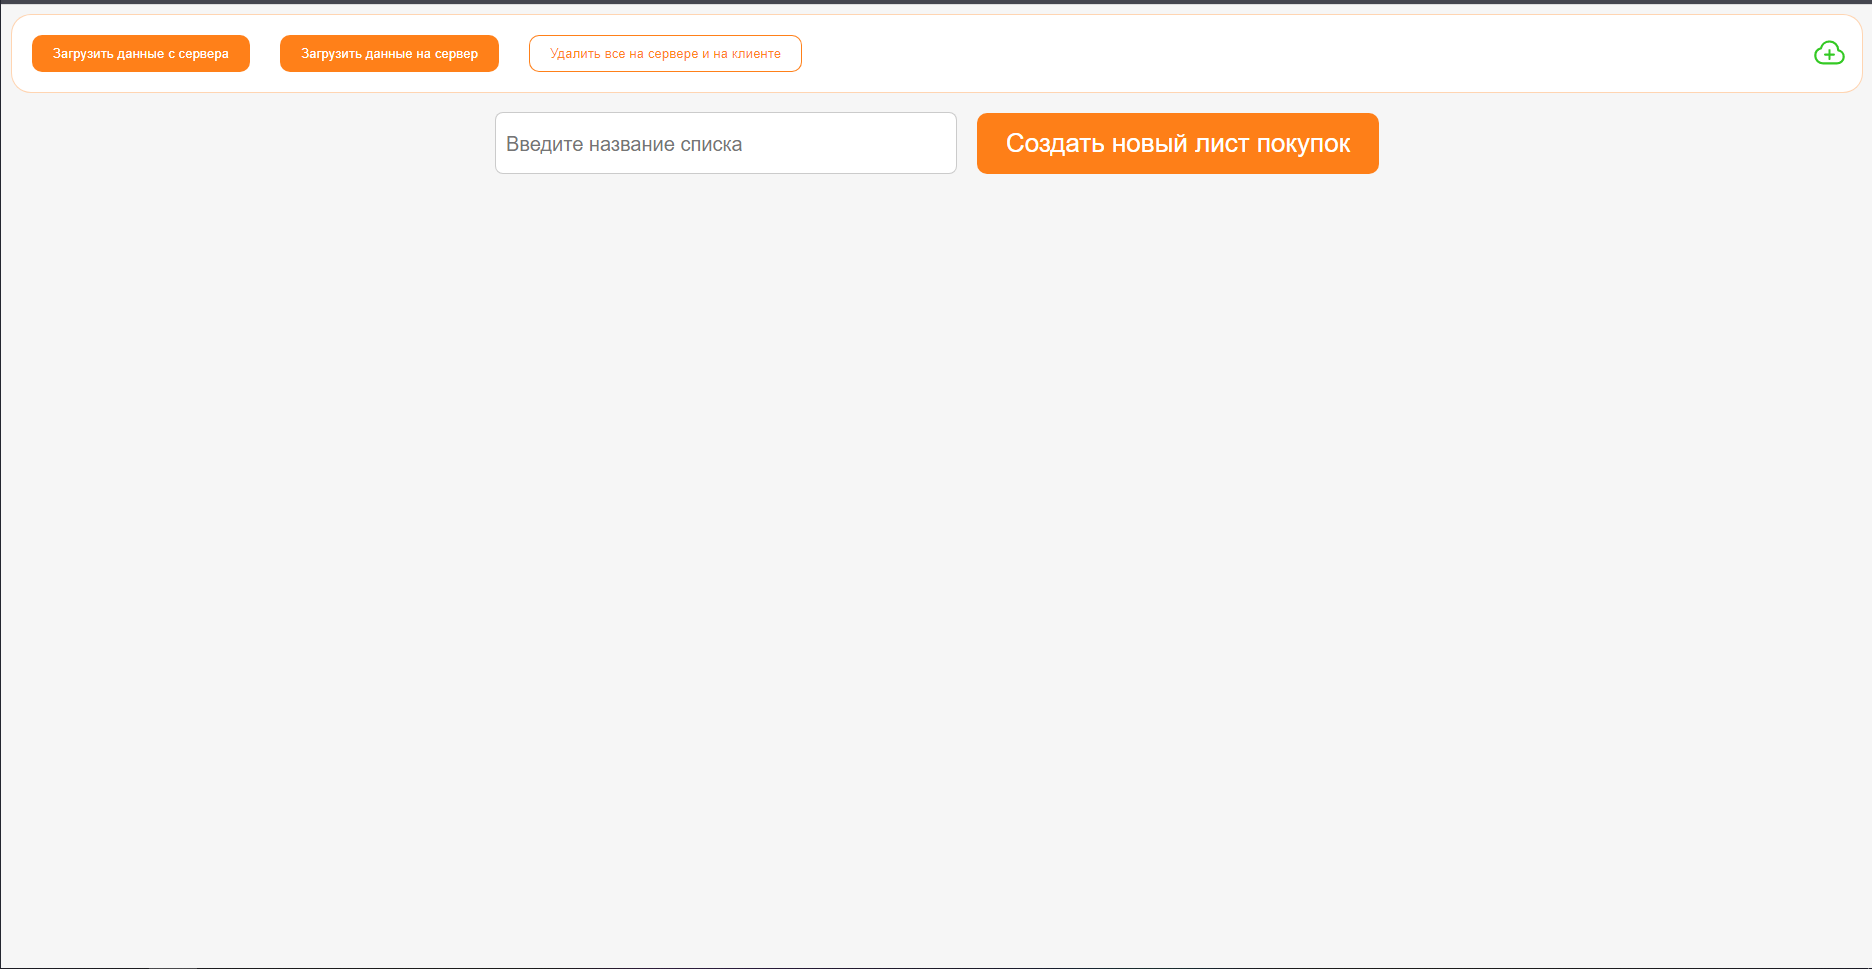 Загрузить данные с сервера
Загрузить данные на сервер
Удалить все на сервере и на клиенте
Введите название списка
Создать новый лист покупок